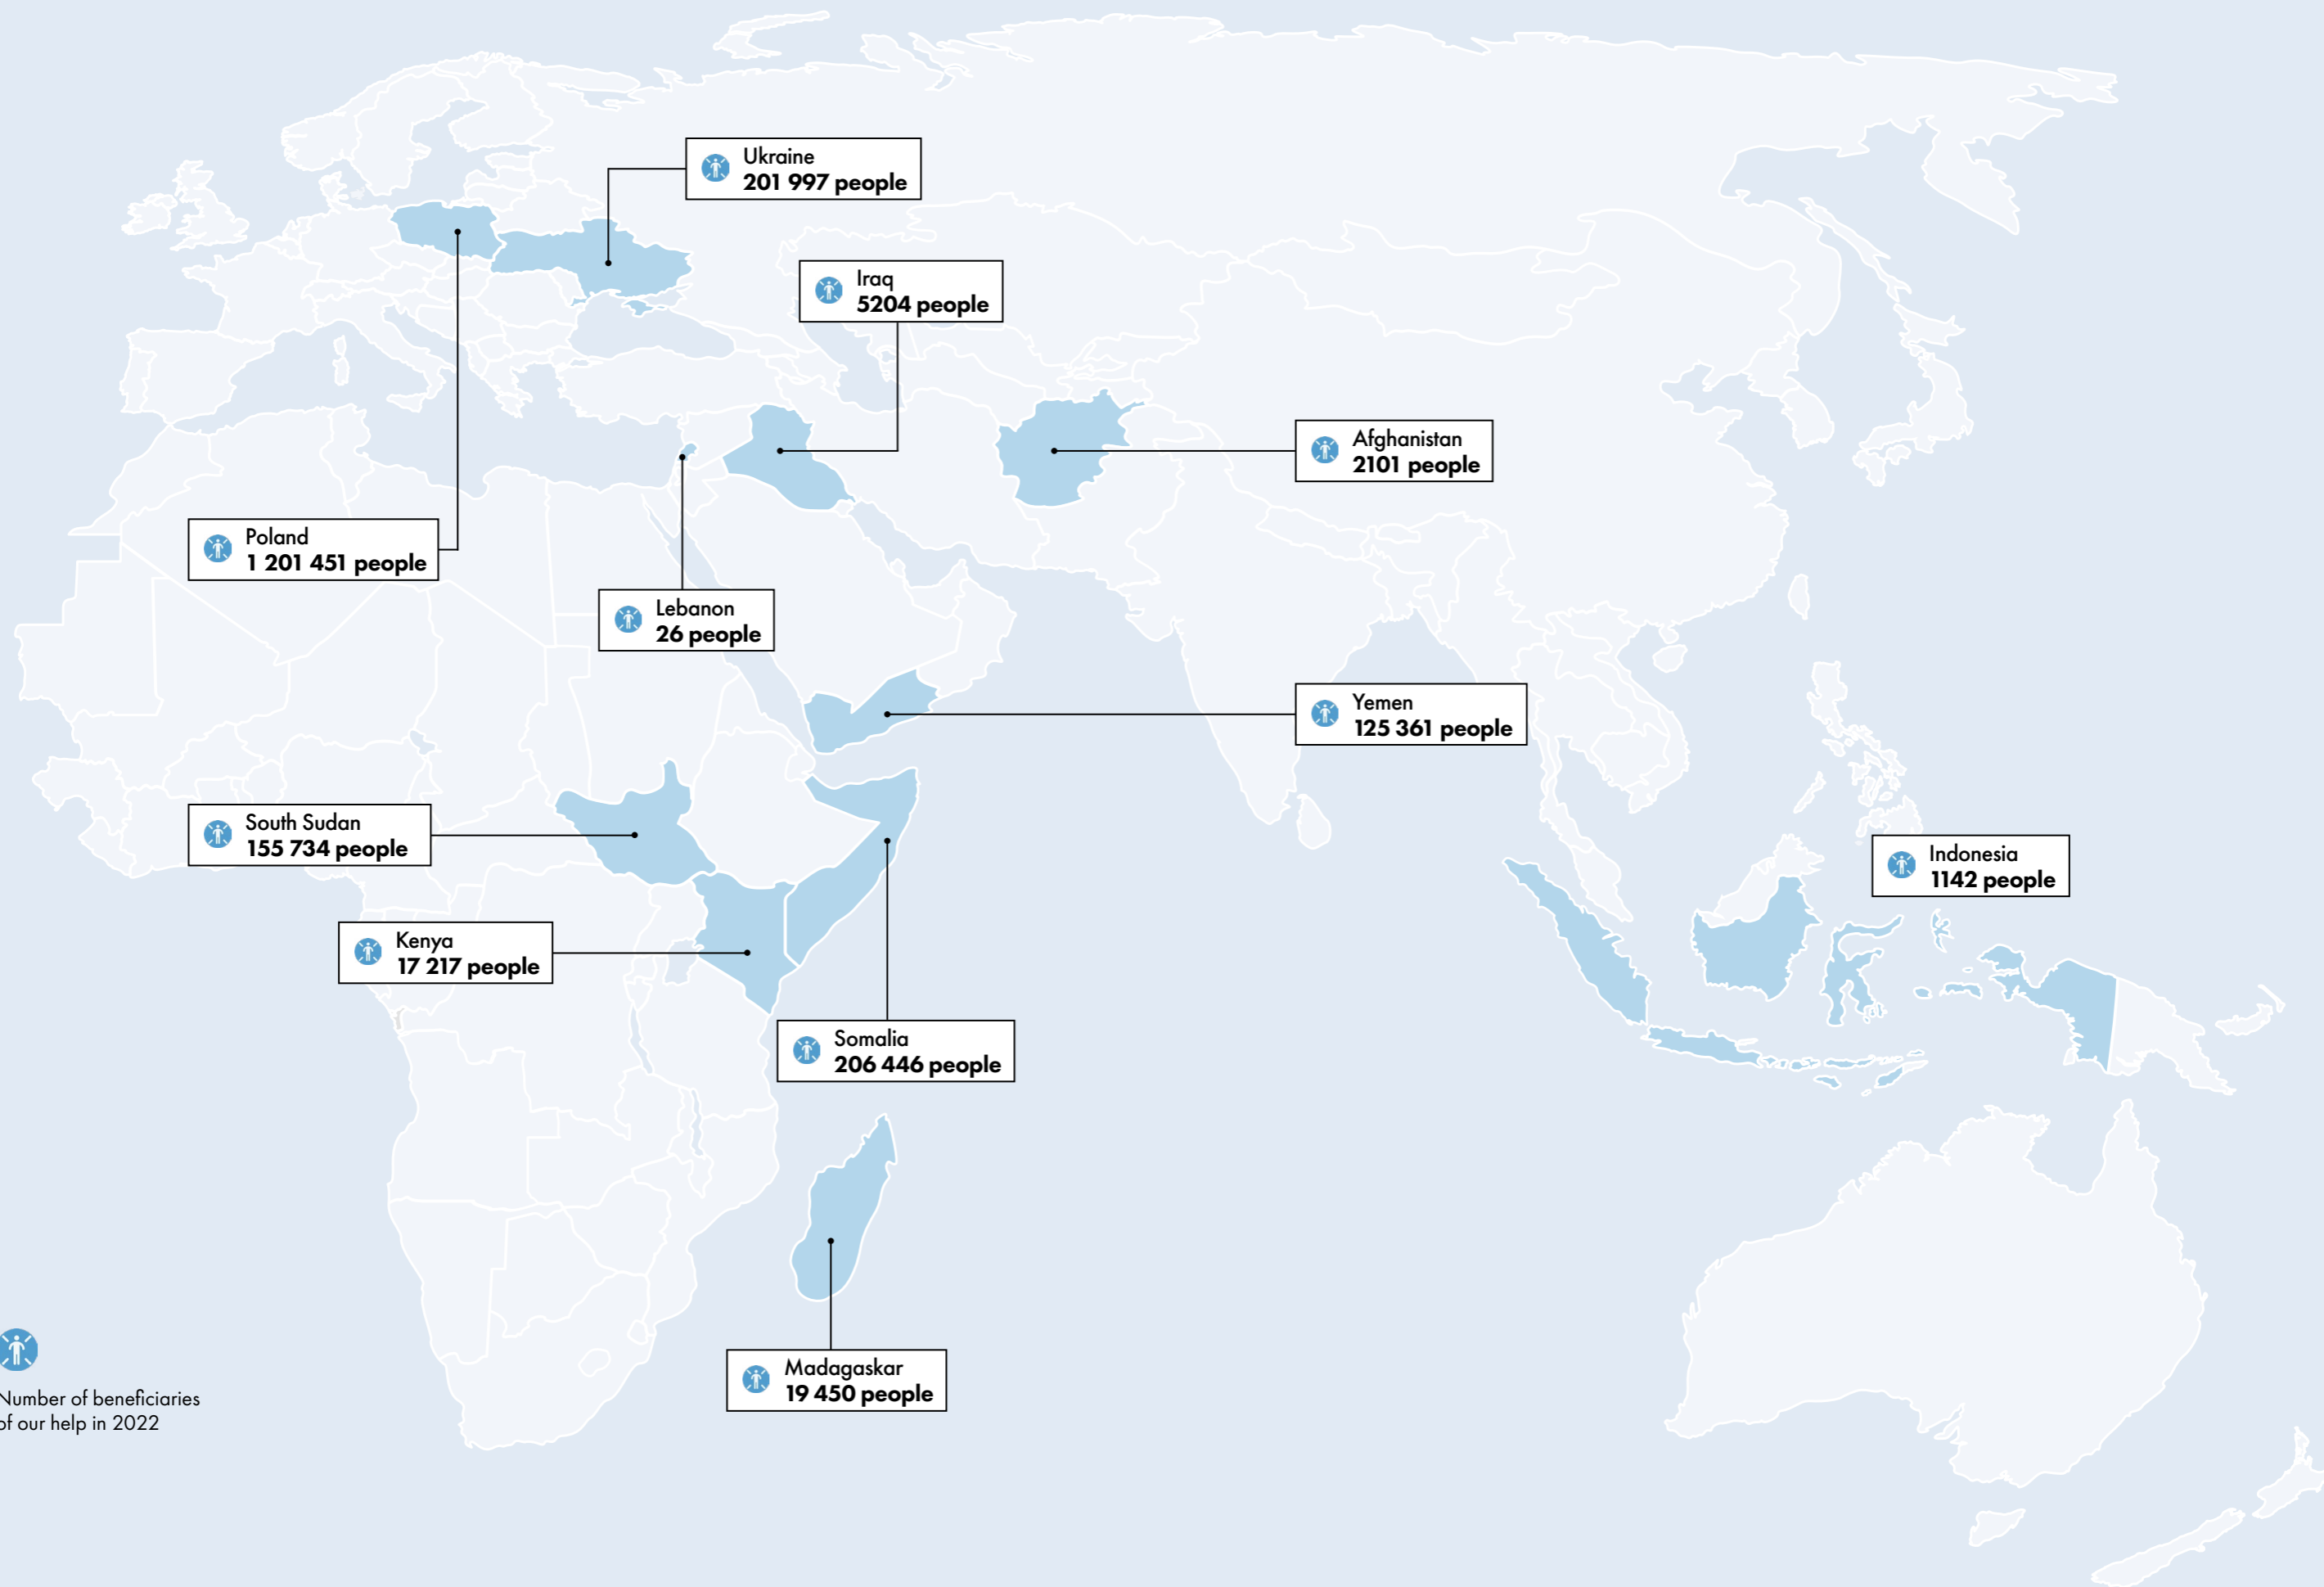 Ukraine
201 997 people
Iraq
5204 people
Afghanistan
2101 people
Poland
1 201 451 people
Lebanon
26 people
Yemen
125 361 people
South Sudan
155 734 people
Indonesia
1142 people
Kenya
17 217 people
Somalia
206 446 people
Madagaskar
19 450 people
Number of beneficiaries
of our help in 2022